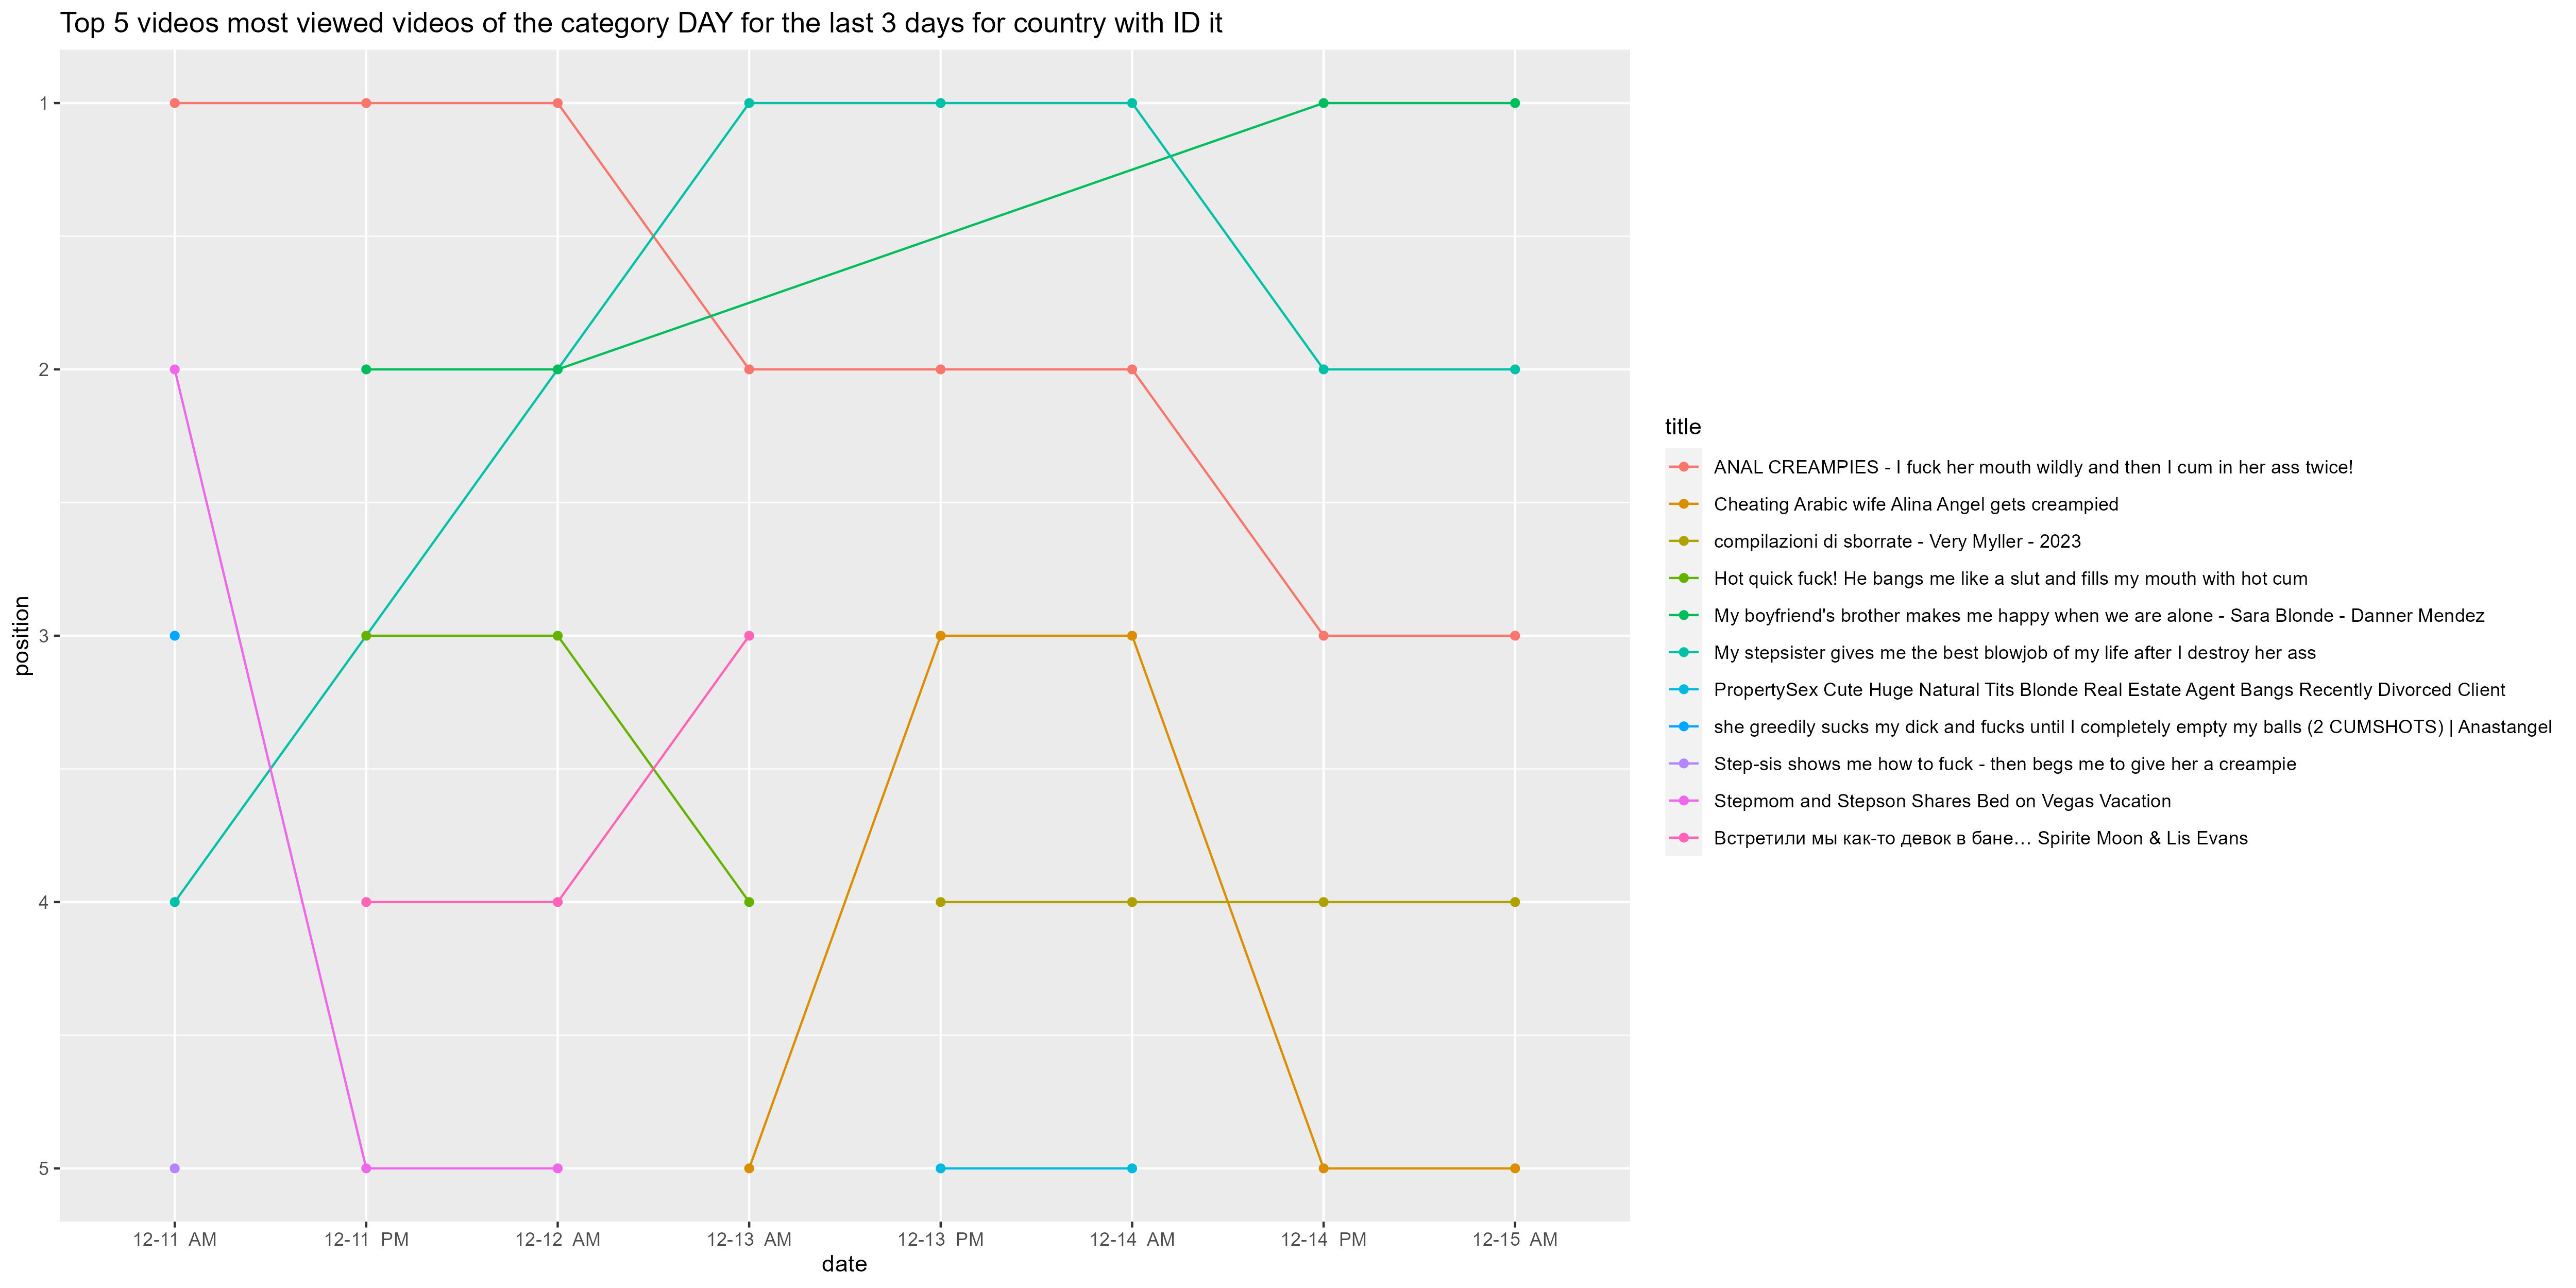 Top 5 videos most viewed videos of the category DAY for the last 3 days for country with ID it
position
1
2
3
4
5
12-11 AM
12-11 PM
12-12 AM
12-13 AM
12-13 PM
12-14 AM
12-14 PM
12-15 AM
date
title
ANAL CREAMPIES - I fuck her mouth wildly and then I cum in her ass twice!
Cheating Arabic wife Alina Angel gets creampied
compilazioni di sborrate - Very Myller - 2023
Hot quick fuck! He bangs me like a slut and fills my mouth with hot cum
My boyfriend's brother makes me happy when we are alone - Sara Blonde - Danner Mendez
My stepsister gives me the best blowjob of my life after I destroy her ass
PropertySex Cute Huge Natural Tits Blonde Real Estate Agent Bangs Recently Divorced Client
she greedily sucks my dick and fucks until I completely empty my balls (2 CUMSHOTS) | Anastangel
Step-sis shows me how to fuck - then begs me to give her a creampie
Stepmom and Stepson Shares Bed on Vegas Vacation
Встретили мы как-то девок в бане… Spirite Moon & Lis Evans